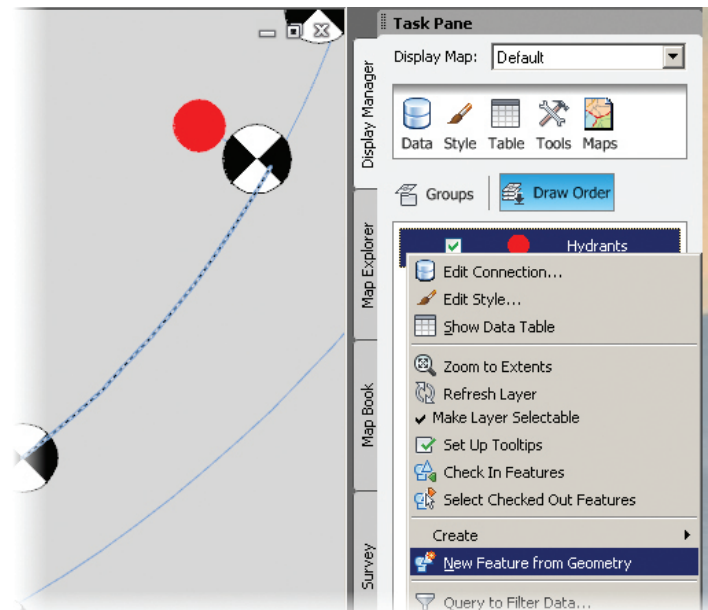 Task Pane
Display Map: Default
Data Style Table Tools Maps
Groups Draw Order
Hydrants
Edit Connection...
Edit Style...
Show Data Table
Zoom to Extents
Refresh Layer
Make Layer Selectable
Set Up Tooltips
Check In Features
Select Checked Out Features
Create
New Feature from Geometry
Query to Filter Data...
Display Manager
Map Explorer
Map Book
Survey